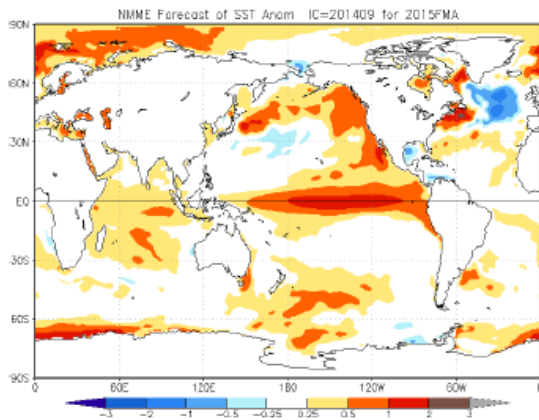 NMME Forecast of SST Anom IC=201409 for 2015FMA
90N
60N
30N
EQ
30S
60S
90S
0 60E 120E 180 120W 60W 0
-3 -2 -1 -0.5 -0.25 0.25 0.5 1 2 3